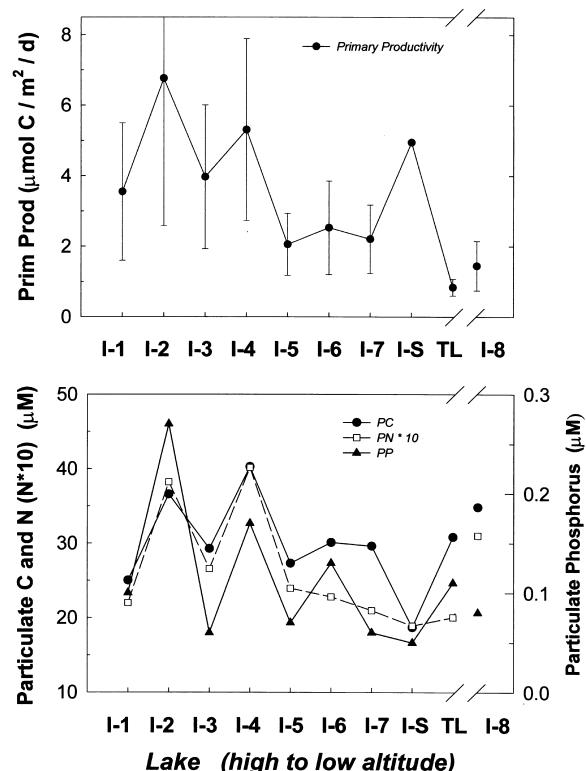 Prim Prod (μmol C / m² / d)
8
6
4
2
0
Primary Productivity
I-1 I-2 I-3 I-4 I-5 I-6 I-7 I-S TL I-8
Particulate C and N (N*10) (μM)
50
40
30
20
10
PC
PN * 10
PP
0.3
0.2
0.1
0.0
Particulate Phosphorus (μM)
I-1 I-2 I-3 I-4 I-5 I-6 I-7 I-S TL I-8
Lake (high to low altitude)